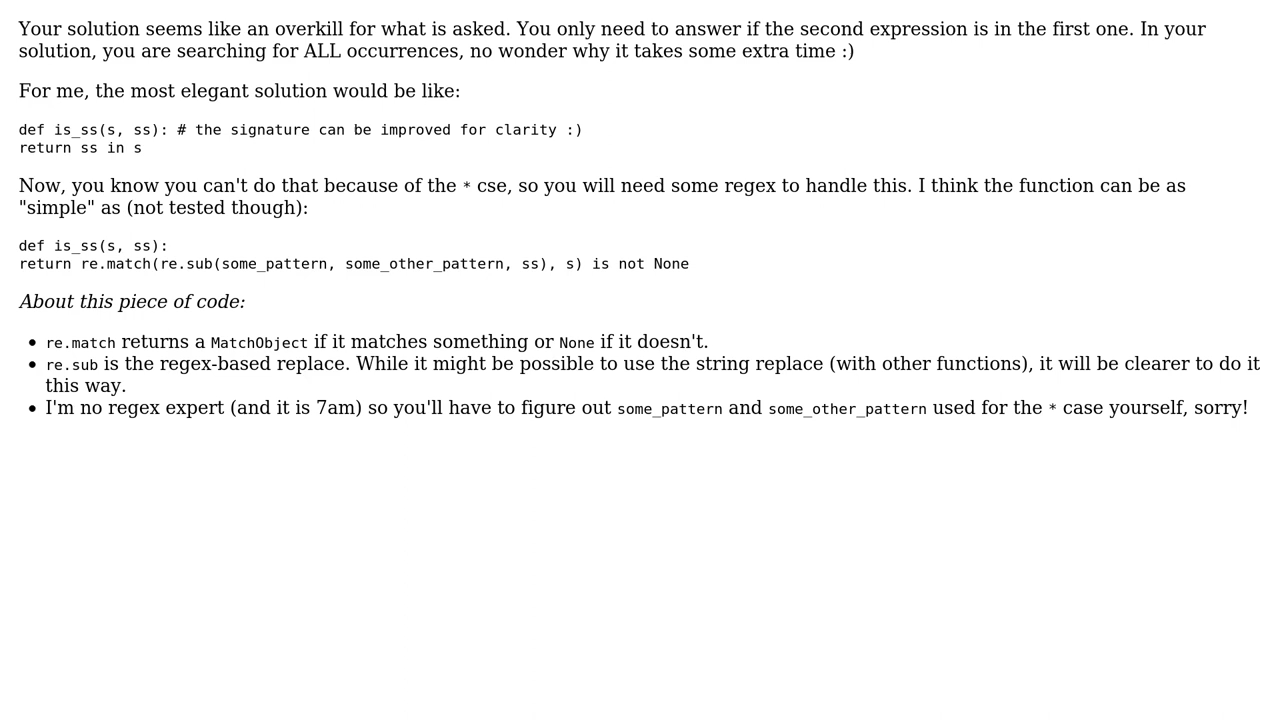 Your solution seems like an overkill for what is asked. You only need to answer if the second expression is in the first one. In your
solution, you are searching for ALL occurrences, no wonder why it takes some extra time :)
For me, the most elegant solution would be like:
def is_ss(s, ss): # the signature can be improved for clarity :)
return ss in s
Now, you know you can't do that because of the * cse, so you will need some regex to handle this. I think the function can be as
"simple" as (not tested though):
def is_ss(s, ss):
return re.match(re.sub(some_pattern, some_other_pattern, ss), s) is not None
About this piece of code:
• re.match returns a MatchObject if it matches something or None if it doesn't.
• re.sub is the regex-based replace. While it might be possible to use the string replace (with other functions), it will be clearer to do it
this way.
• I'm no regex expert (and it is 7am) so you'll have to figure out some_pattern and some_other_pattern used for the * case yourself, sorry!